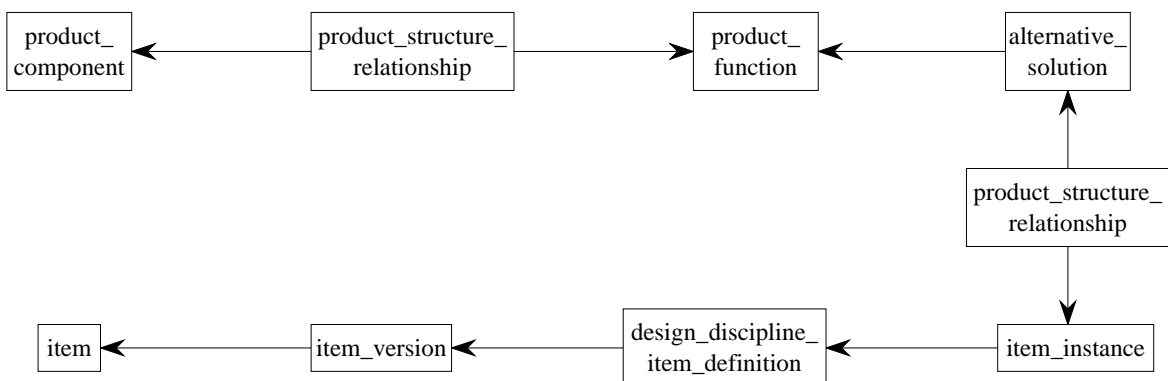 product_
component
product_structure_
relationship
product_
function
alternative_
solution
product_structure_
relationship
item
item_version
design_discipline_
item_definition
item_instance